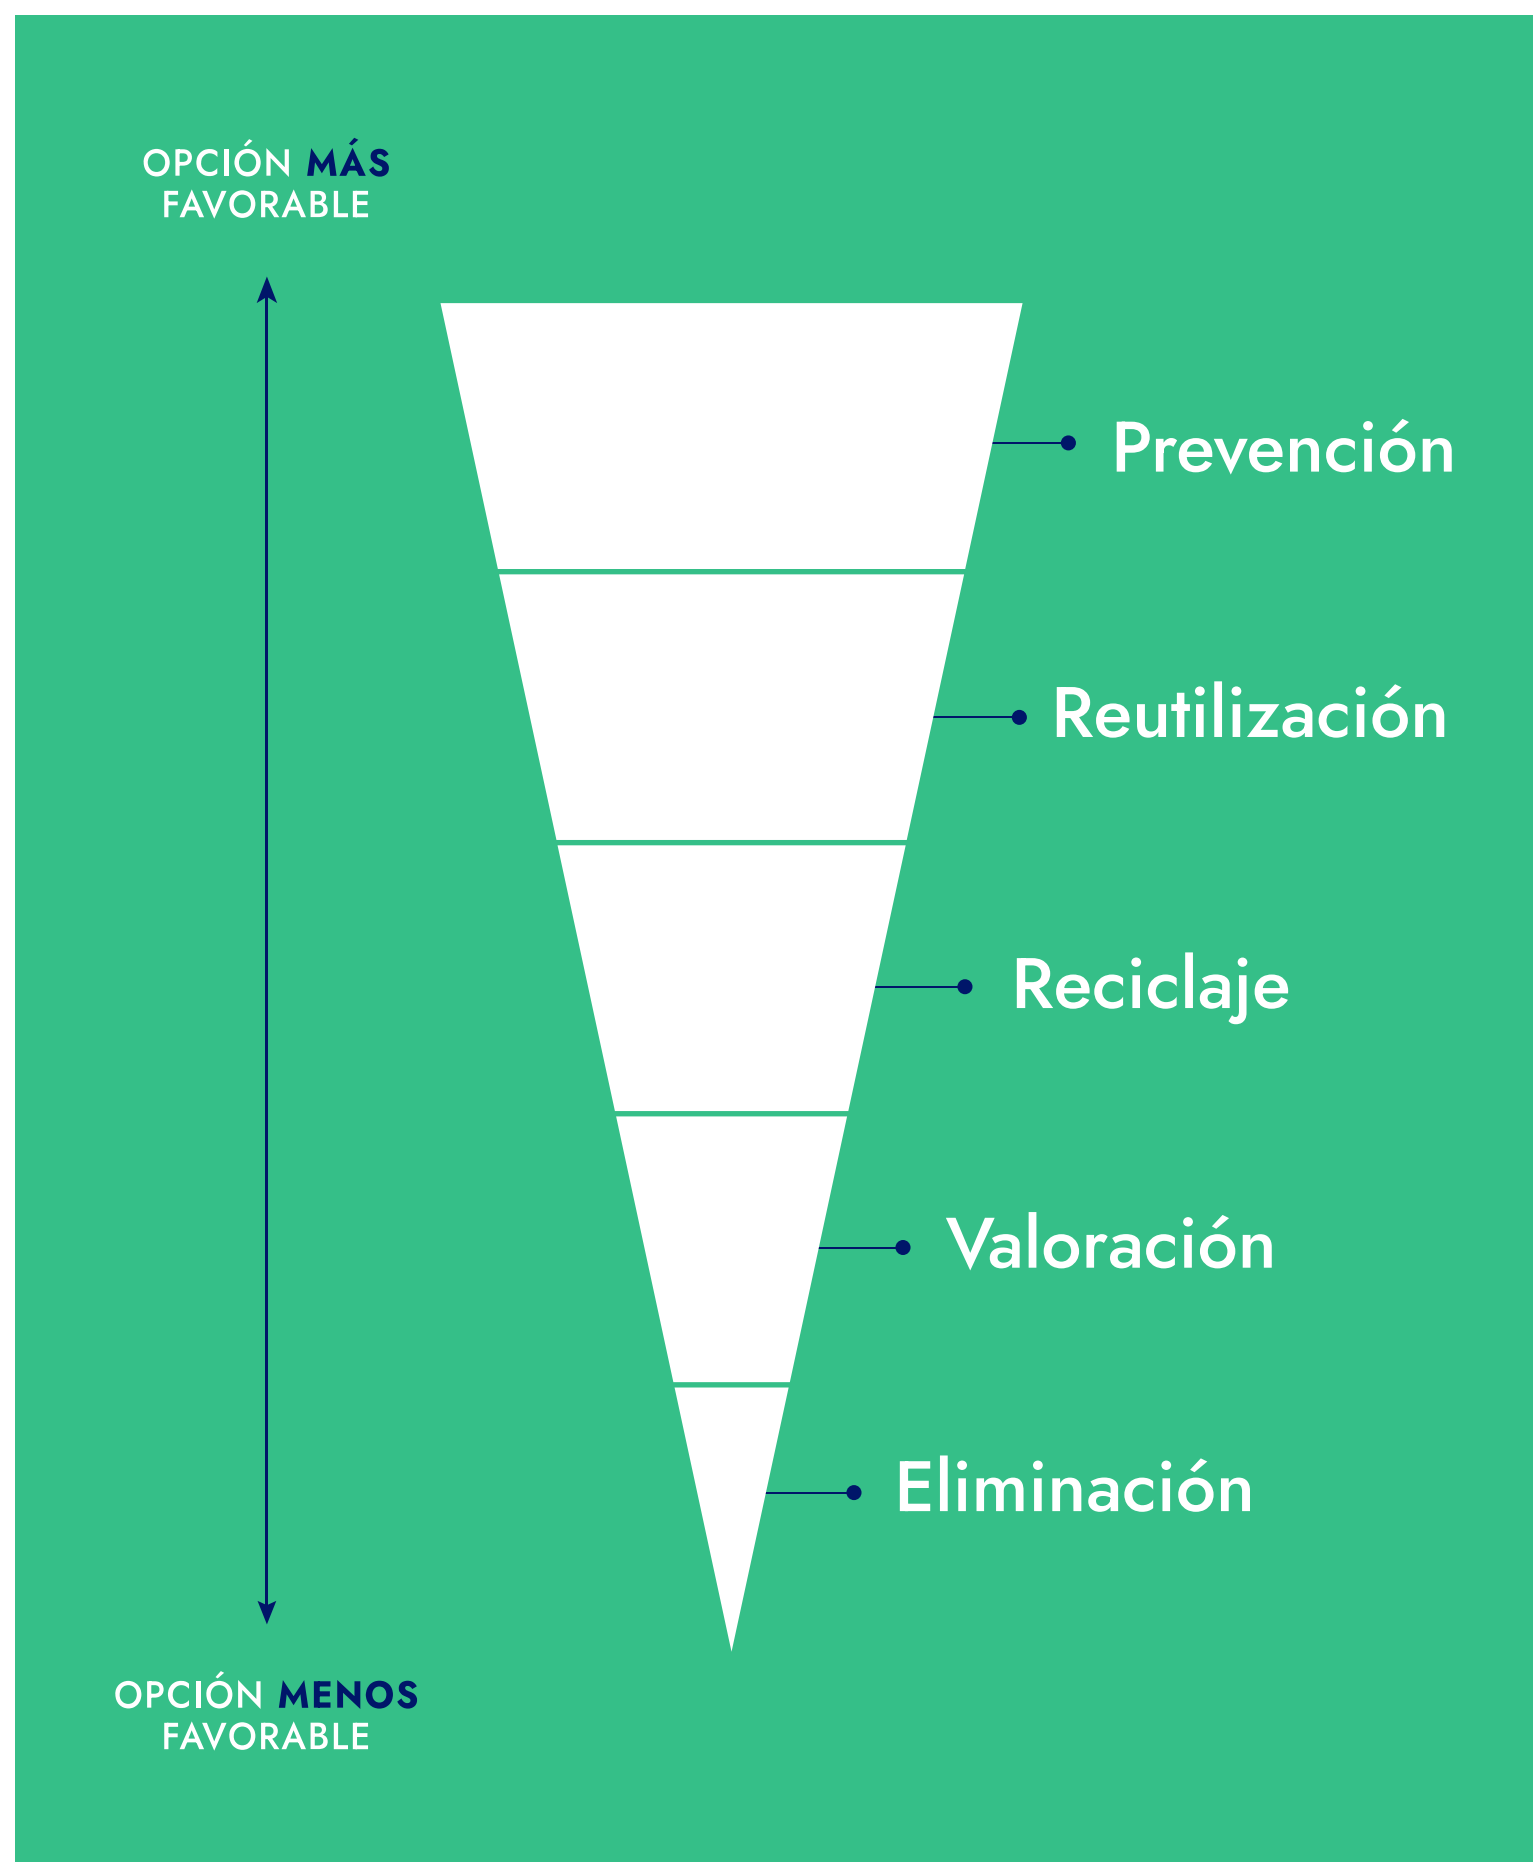 OPCIÓN MÁS
FAVORABLE
Prevención
Reutilización
Reciclaje
Valoración
Eliminación
OPCIÓN MENOS
FAVORABLE